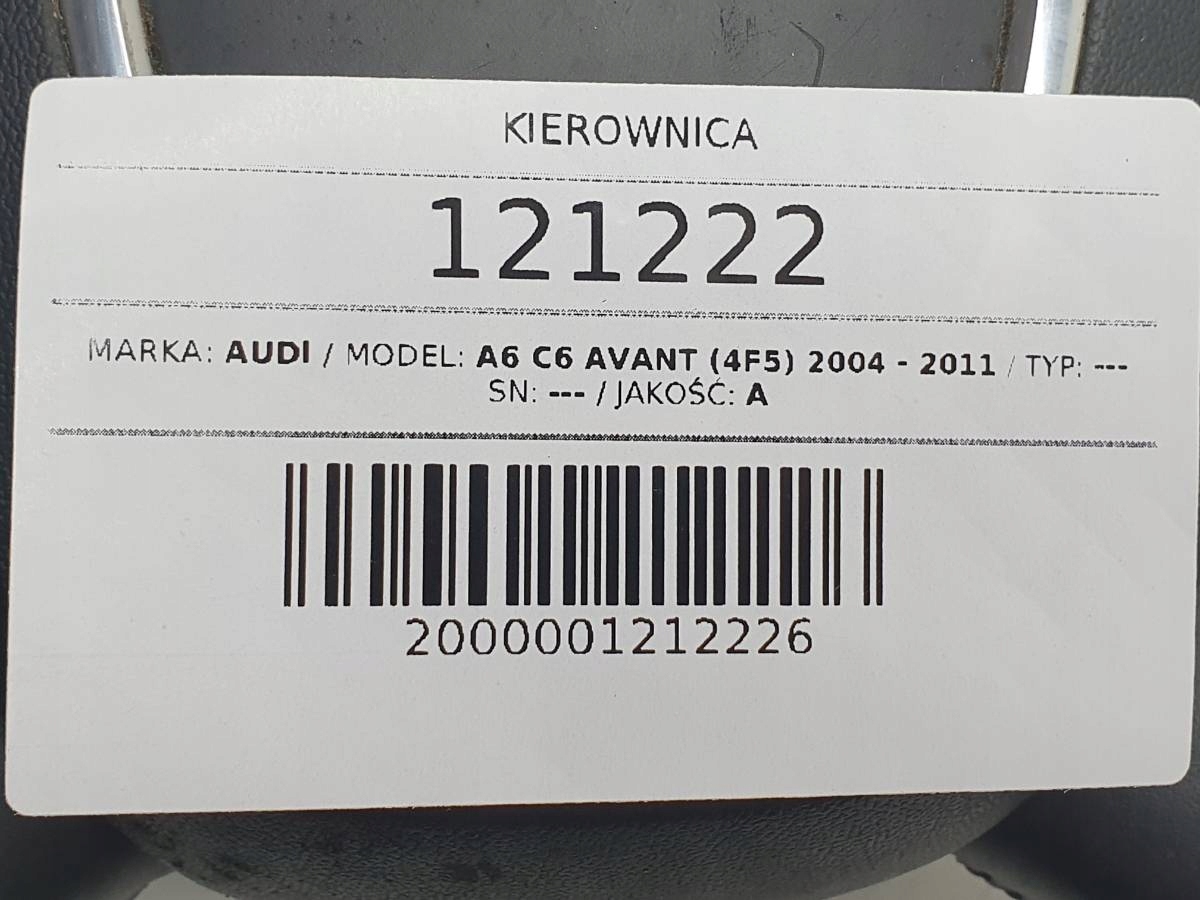 KIEROWNICA
121222
MARKA: AUDI / MODEL: A6 C6 AVANT (4F5) 2004 - 2011 / TYP: ---
SN: --- / JAKOŚĆ: A
2000001212226